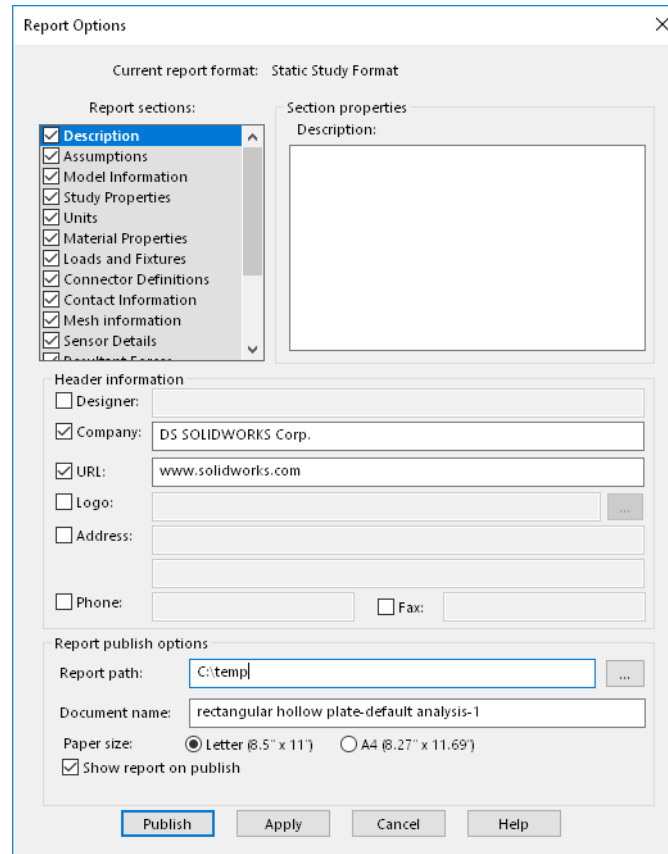 Report Options
Current report format: Static Study Format
Report sections:
Description
Assumptions
Model Information
Study Properties
Units
Material Properties
Loads and Fixtures
Connector Definitions
Contact Information
Mesh information
Sensor Details
Section properties
Description:
Header information
Designer:
Company: DS SOLIDWORKS Corp.
URL: www.solidworks.com
Logo: ...
Address:
Phone: Fax:
Report publish options
Report path: C:\temp ...
Document name: rectangular hollow plate-default analysis-1
Paper size: Letter (8.5" x 11") A4 (8.27" x 11.69")
Show report on publish
Publish Apply Cancel Help